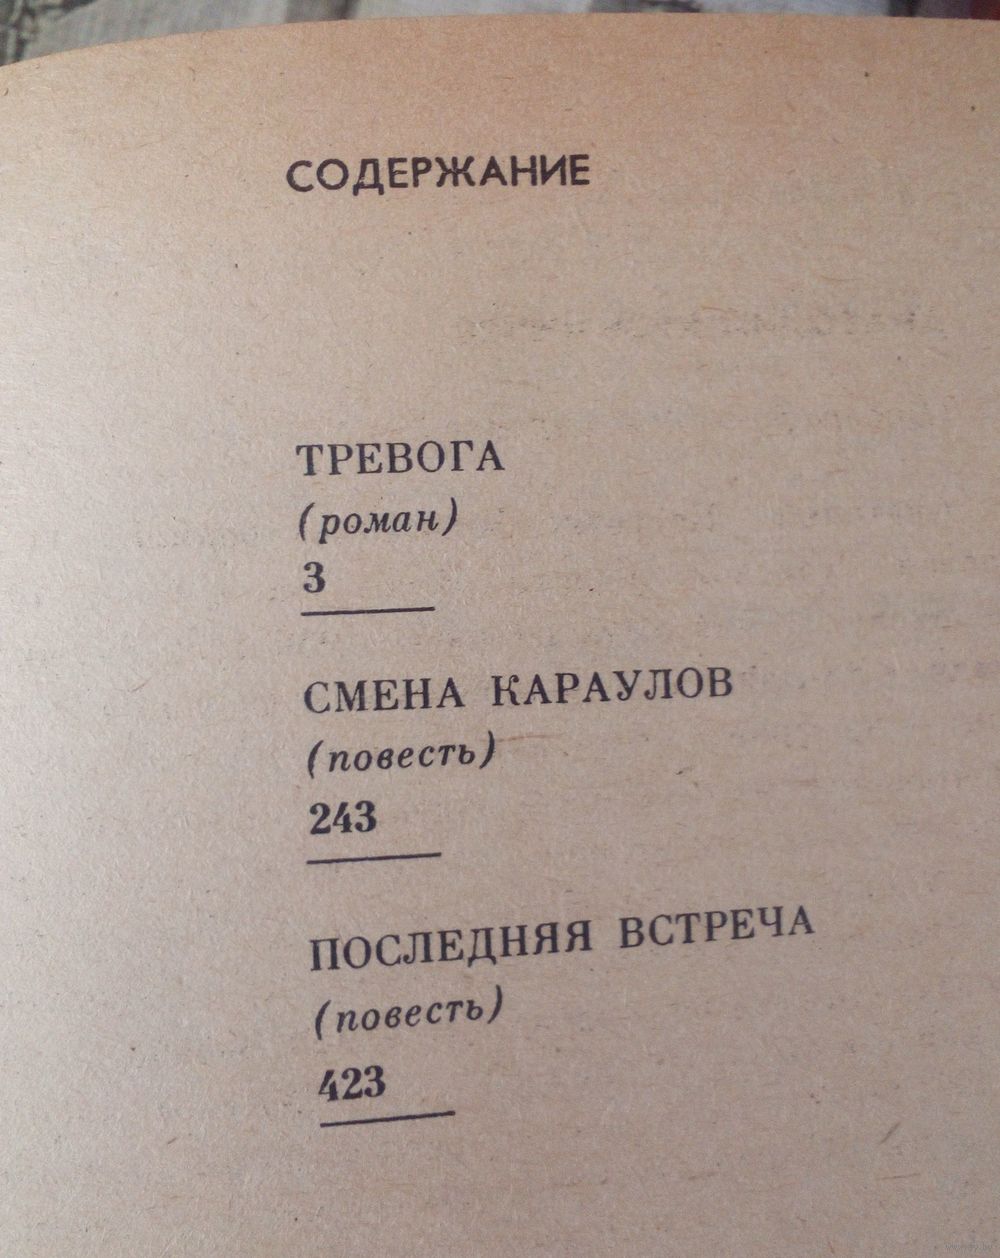 СОДЕРЖАНИЕ
ТРЕВОГА
(роман)
3
СМЕНА КАРАУЛОВ
(повесть)
243
ПОСЛЕДНЯЯ ВСТРЕЧА
(повесть)
423